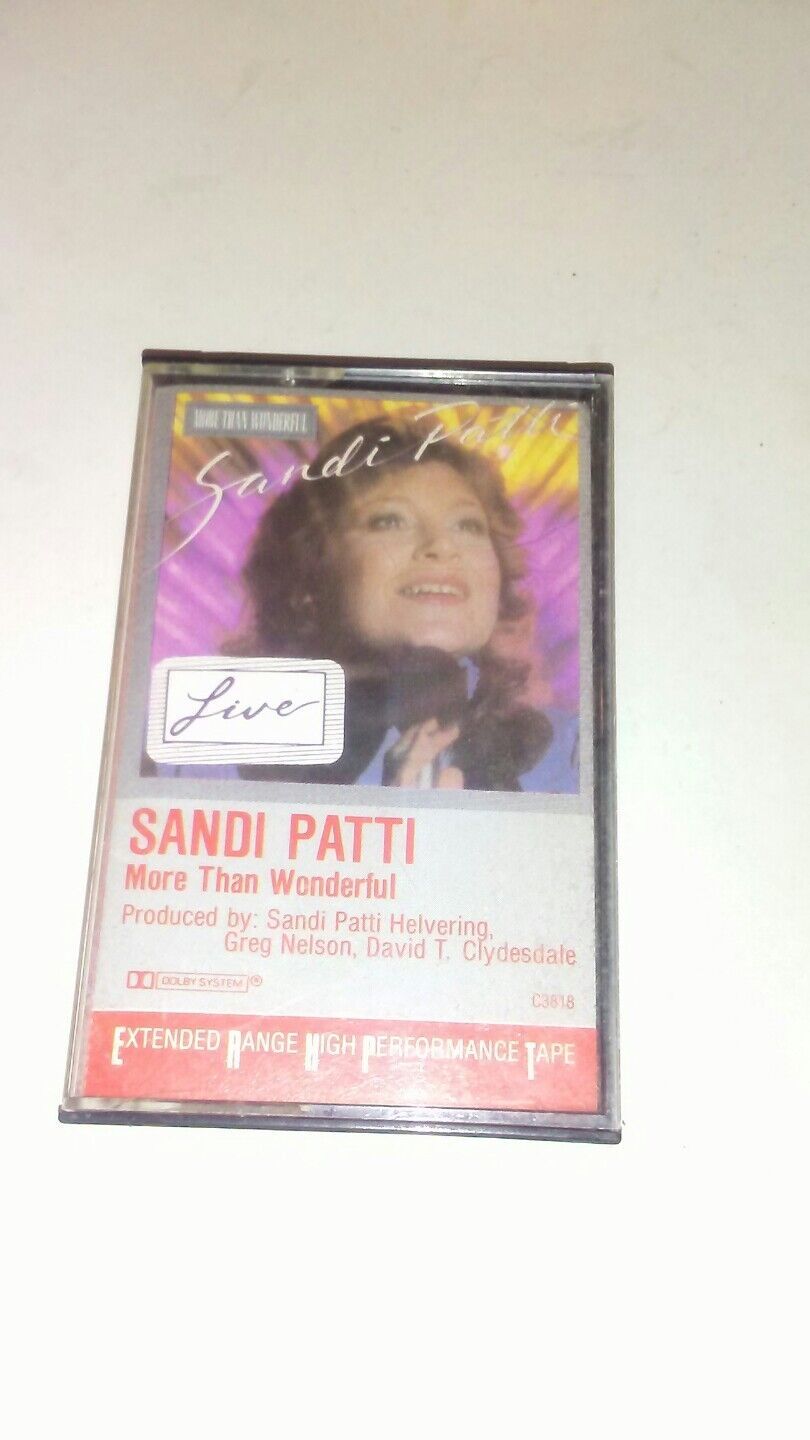 MORE THAN WONDERFUL
Sandi Patti
Live
SANDI PATTI
More Than Wonderful
Produced by: Sandi Patti Helvering,
Greg Nelson, David T. Clydesdale
DOLBY SYSTEM®
C3818
EXTENDED RANGE HIGH PERFORMANCE TAPE